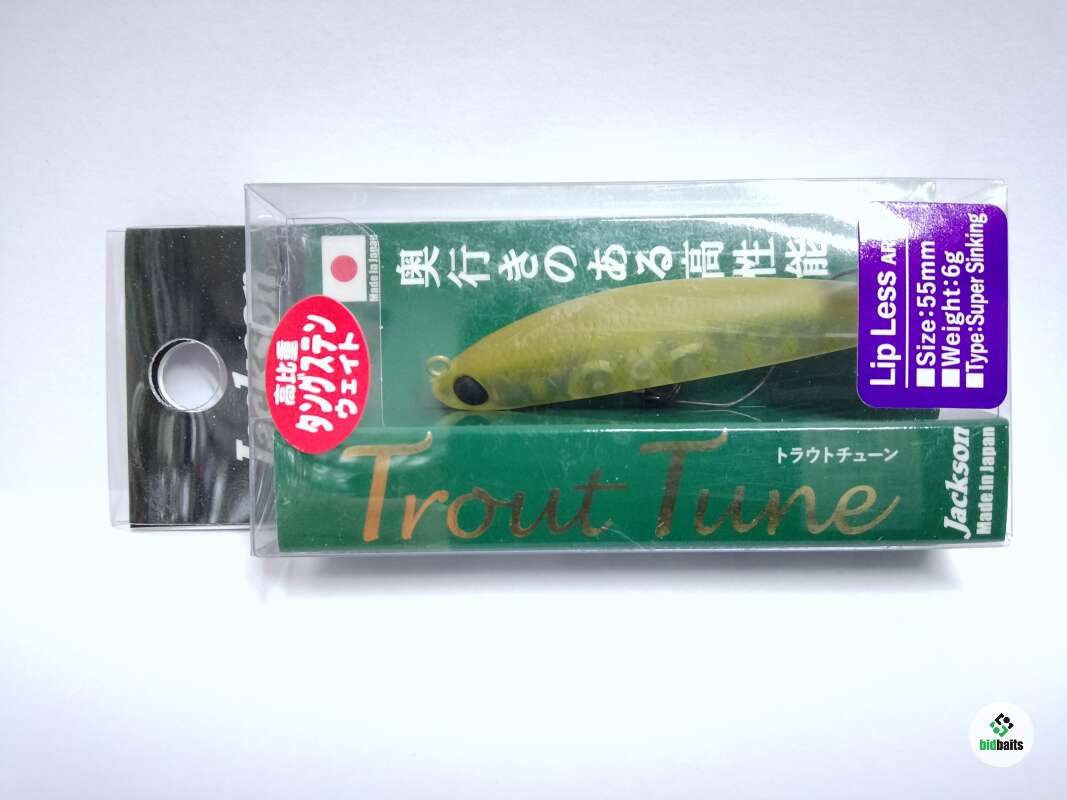 奥行きのある高性能
Made in Japan
高比重
タングステン
ウェイト
Lip Less AR
■Size:55mm
■Weight:6g
■Type:Super Sinking
トラウトチューン
Trout Tune
Jackson
Made in Japan
Jackson
bidbaits